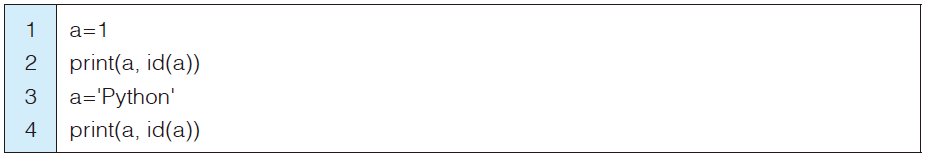 1 a=1
2 print(a, id(a))
3 a='Python'
4 print(a, id(a))